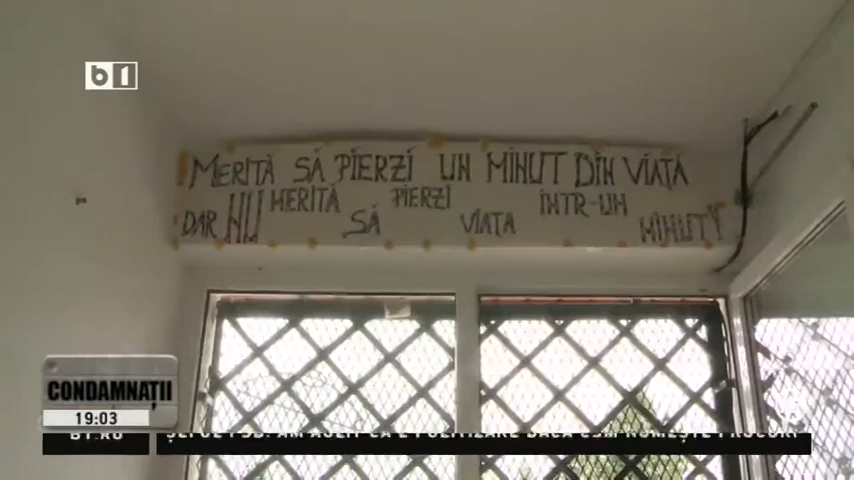 b1
MERITĂ SĂ PIERZI UN MINUT DIN VIAȚĂ
DAR NU MERITĂ SĂ PIERZI VIAȚA ÎNTR-UN MINUT!
CONDAMNAȚII
19:03
B1.RO